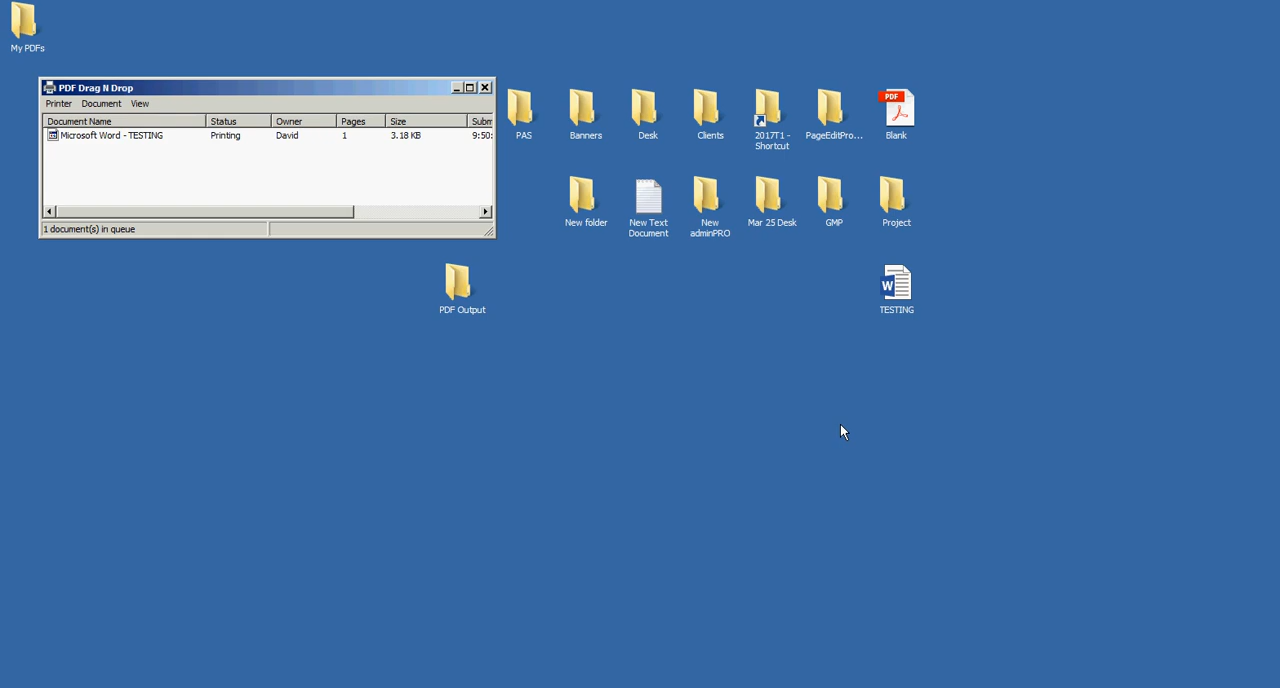 My PDFs
PDF Drag N Drop
Printer Document View
Document Name Status Owner Pages Size Subm
Microsoft Word - TESTING Printing David 1 3.18 KB 9:50:
1 document(s) in queue
PAS
Banners
Desk
Clients
2017T1 -
Shortcut
PageEditPro...
PDF
Blank
New folder
New Text
Document
New
adminPRO
Mar 25 Desk
GMP
Project
PDF Output
W
TESTING